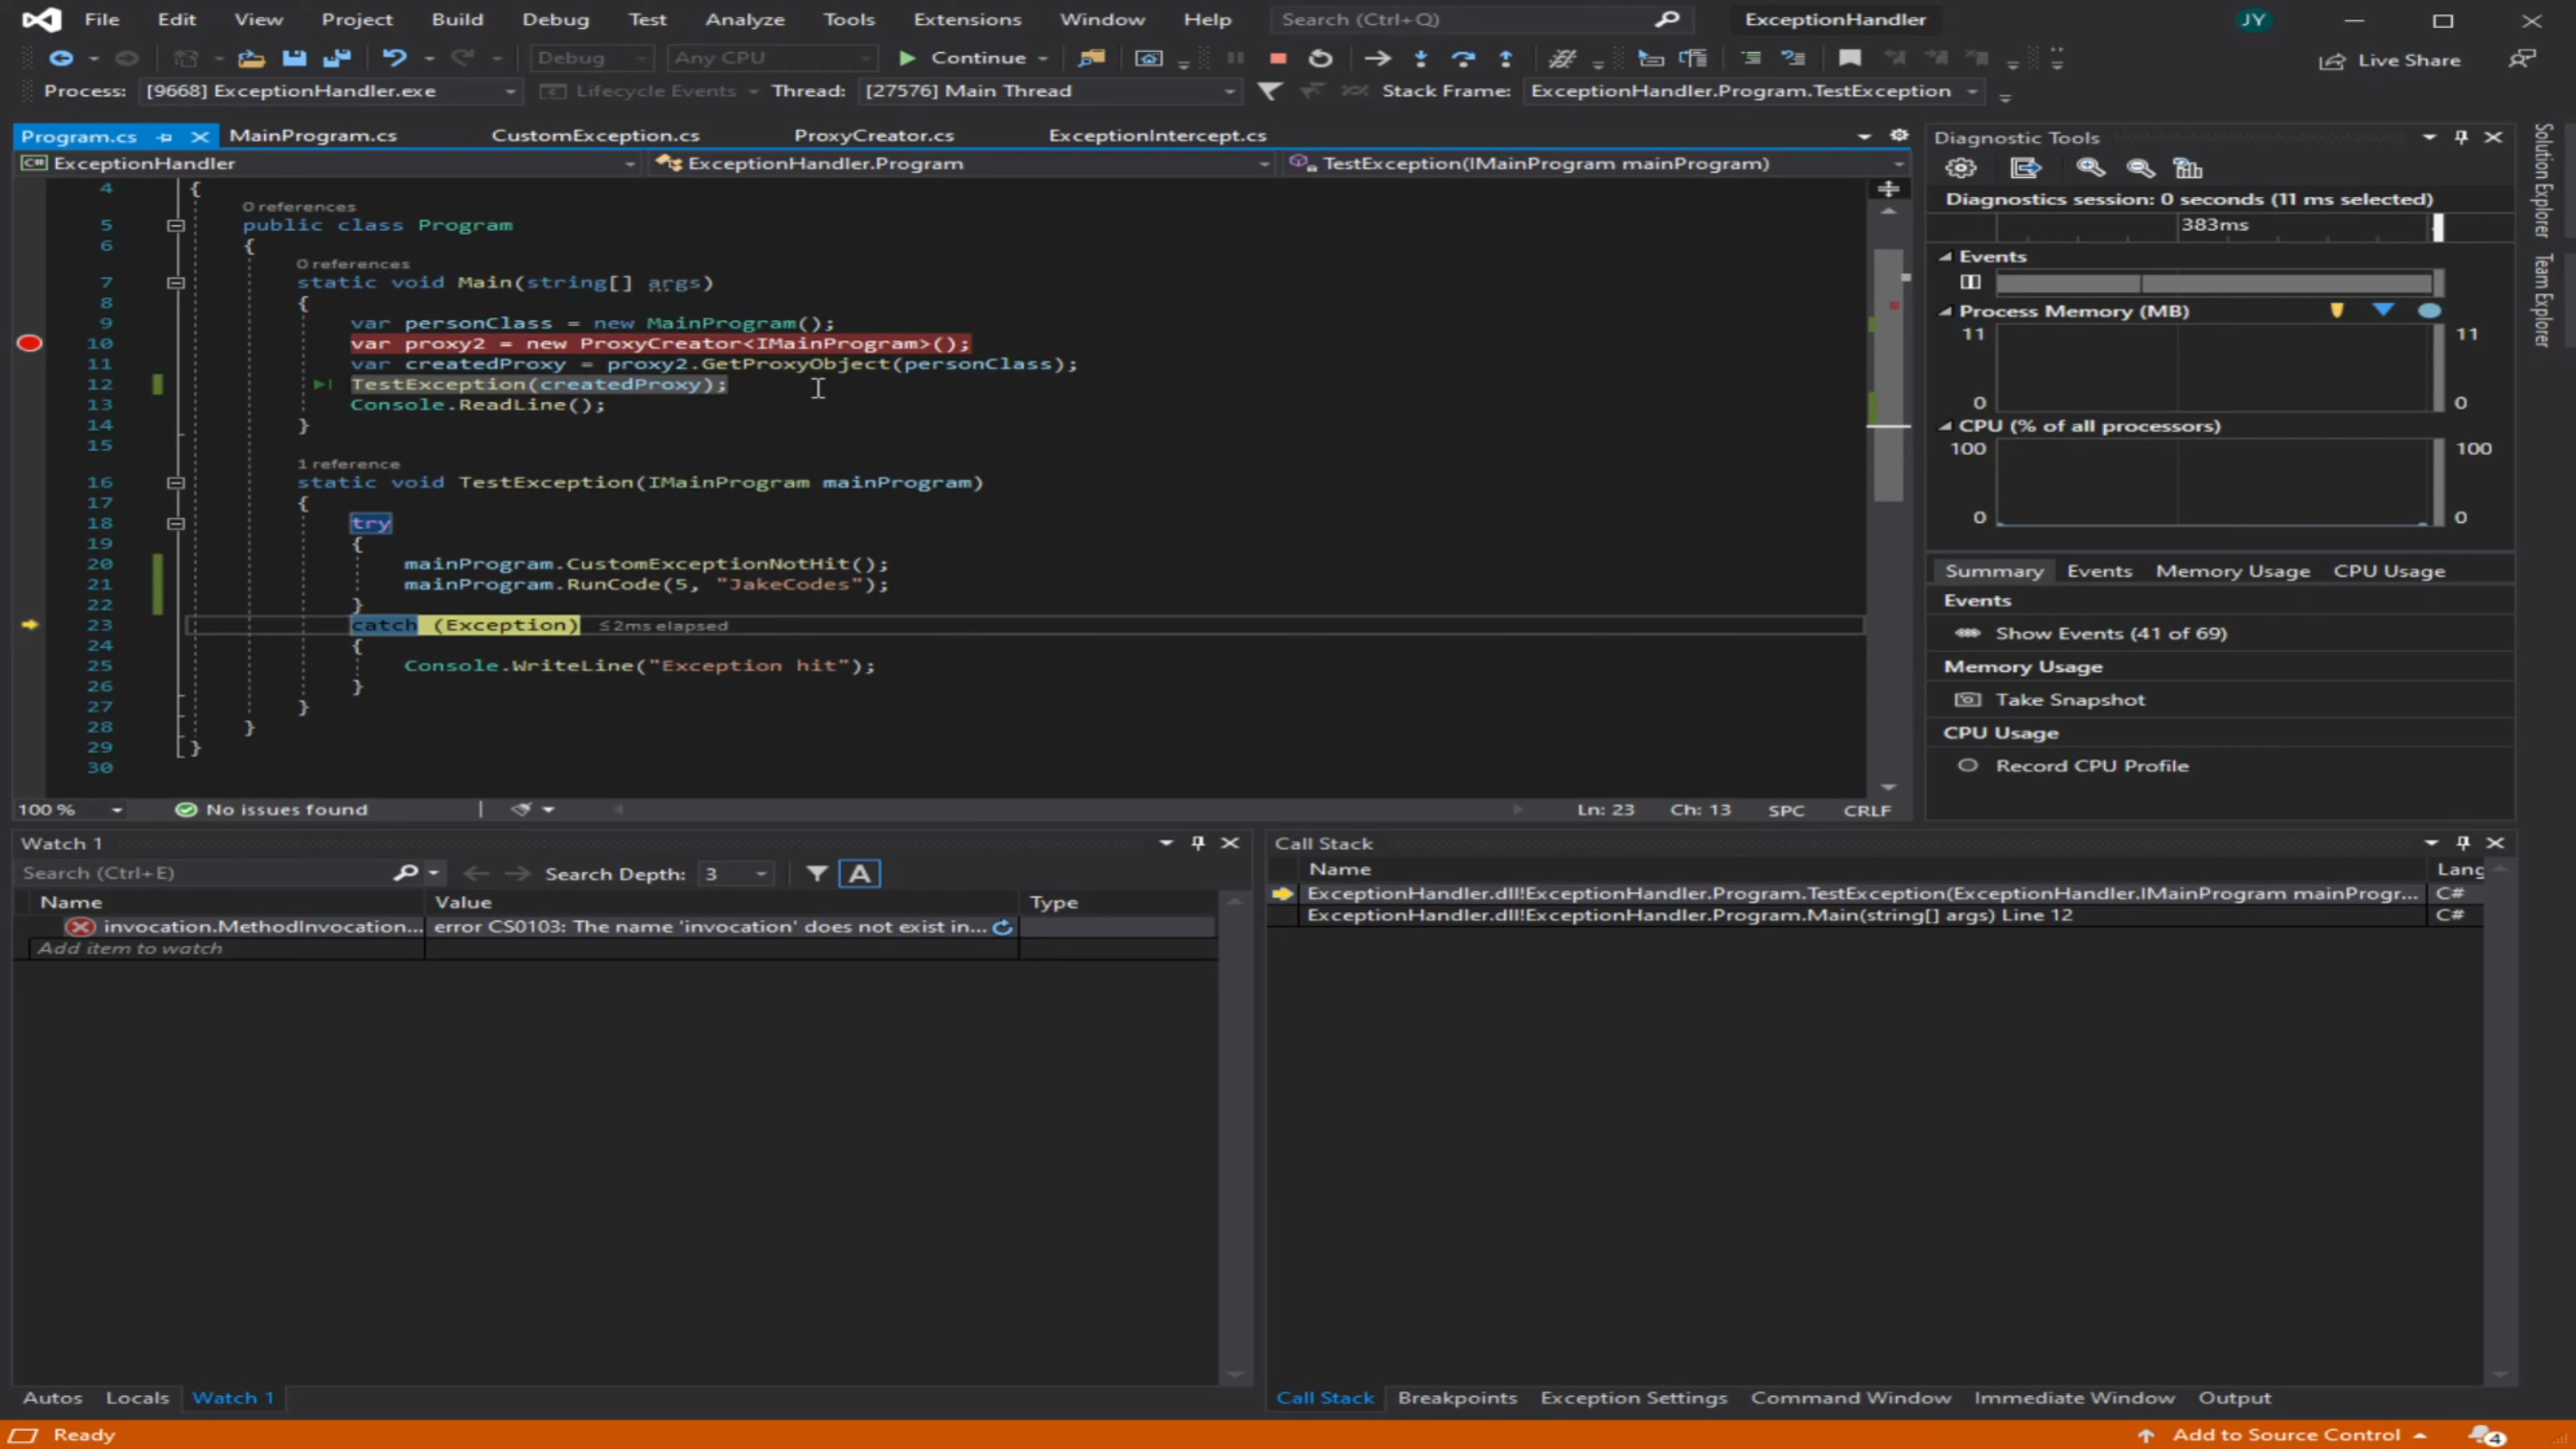 File Edit View Project Build Debug Test Analyze Tools Extensions Window Help Search (Ctrl+Q) ExceptionHandler JY
Debug Any CPU Continue Live Share
Process: [9668] ExceptionHandler.exe Lifecycle Events Thread: [27576] Main Thread Stack Frame: ExceptionHandler.Program.TestException
Program.cs MainProgram.cs CustomException.cs ProxyCreator.cs ExceptionIntercept.cs
C# ExceptionHandler ExceptionHandler.Program TestException(IMainProgram mainProgram)
4 {
0 references
5 public class Program
6 {
0 references
7 static void Main(string[] args)
8 {
9 var personClass = new MainProgram();
10 var proxy2 = new ProxyCreator<IMainProgram>();
11 var createdProxy = proxy2.GetProxyObject(personClass);
12 TestException(createdProxy);
13 Console.ReadLine();
14 }
15
1 reference
16 static void TestException(IMainProgram mainProgram)
17 {
18 try
19 {
20 mainProgram.CustomExceptionNotHit();
21 mainProgram.RunCode(5, "JakeCodes");
22 }
23 catch (Exception) ≤2ms elapsed
24 {
25 Console.WriteLine("Exception hit");
26 }
27 }
28 }
29 }
30
100 % No issues found Ln: 23 Ch: 13 SPC CRLF
Diagnostic Tools
Diagnostics session: 0 seconds (11 ms selected)
383ms
Events
Process Memory (MB)
11 11
0 0
CPU (% of all processors)
100 100
0 0
Summary Events Memory Usage CPU Usage
Events
Show Events (41 of 69)
Memory Usage
Take Snapshot
CPU Usage
Record CPU Profile
Solution Explorer
Team Explorer
Watch 1
Search (Ctrl+E) Search Depth: 3 A
Name Value Type
invocation.MethodInvocation... error CS0103: The name 'invocation' does not exist in...
Add item to watch
Autos Locals Watch 1
Call Stack
Name Lang
ExceptionHandler.dll!ExceptionHandler.Program.TestException(ExceptionHandler.IMainProgram mainProgr... C#
ExceptionHandler.dll!ExceptionHandler.Program.Main(string[] args) Line 12 C#
Call Stack Breakpoints Exception Settings Command Window Immediate Window Output
Ready Add to Source Control 4